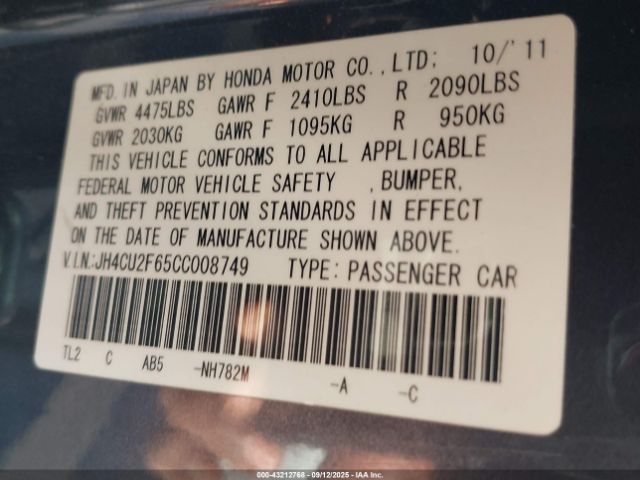 MFD. IN JAPAN BY HONDA MOTOR CO., LTD: 10/'11
GVWR 4475LBS GAWR F 2410LBS R 2090LBS
GVWR 2030KG GAWR F 1095KG R 950KG
THIS VEHICLE CONFORMS TO ALL APPLICABLE
FEDERAL MOTOR VEHICLE SAFETY , BUMPER,
AND THEFT PREVENTION STANDARDS IN EFFECT
ON THE DATE OF MANUFACTURE SHOWN ABOVE.
V.I.N.:JH4CU2F65CC008749 TYPE: PASSENGER CAR
TL2 C AB5 -NH782M -A -C
000-43212768 - 09/12/2025 - IAA Inc.